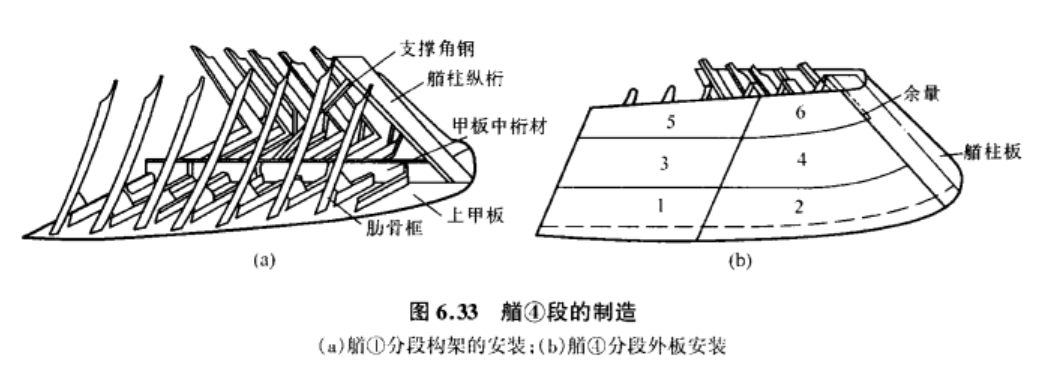 支撑角钢
艏柱纵桁
甲板中桁材
上甲板
肋骨框
(a)
余量
艏柱板
5
6
3
4
1
2
(b)
图 6.33 艏④段的制造
(a)艏①分段构架的安装;(b)艏④分段外板安装